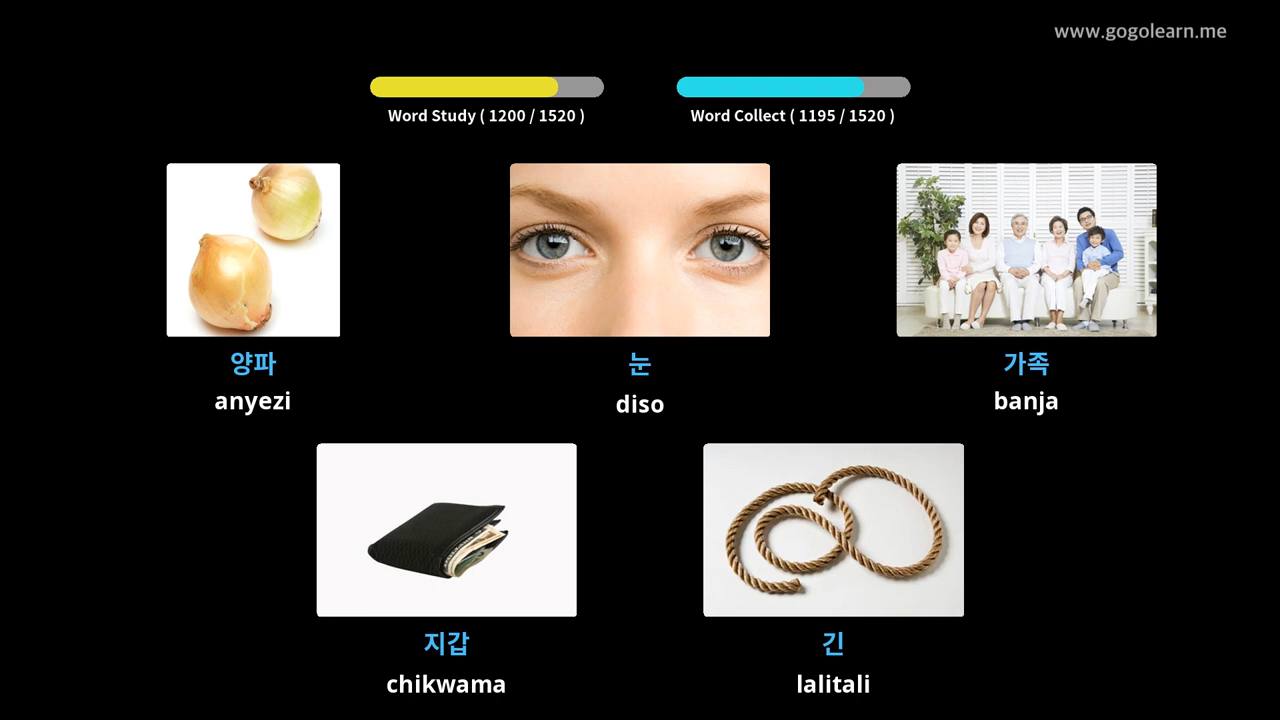 www.gogolearn.me
Word Study ( 1200 / 1520 )
Word Collect ( 1195 / 1520 )
양파
anyezi
눈
diso
가족
banja
지갑
chikwama
긴
lalitali